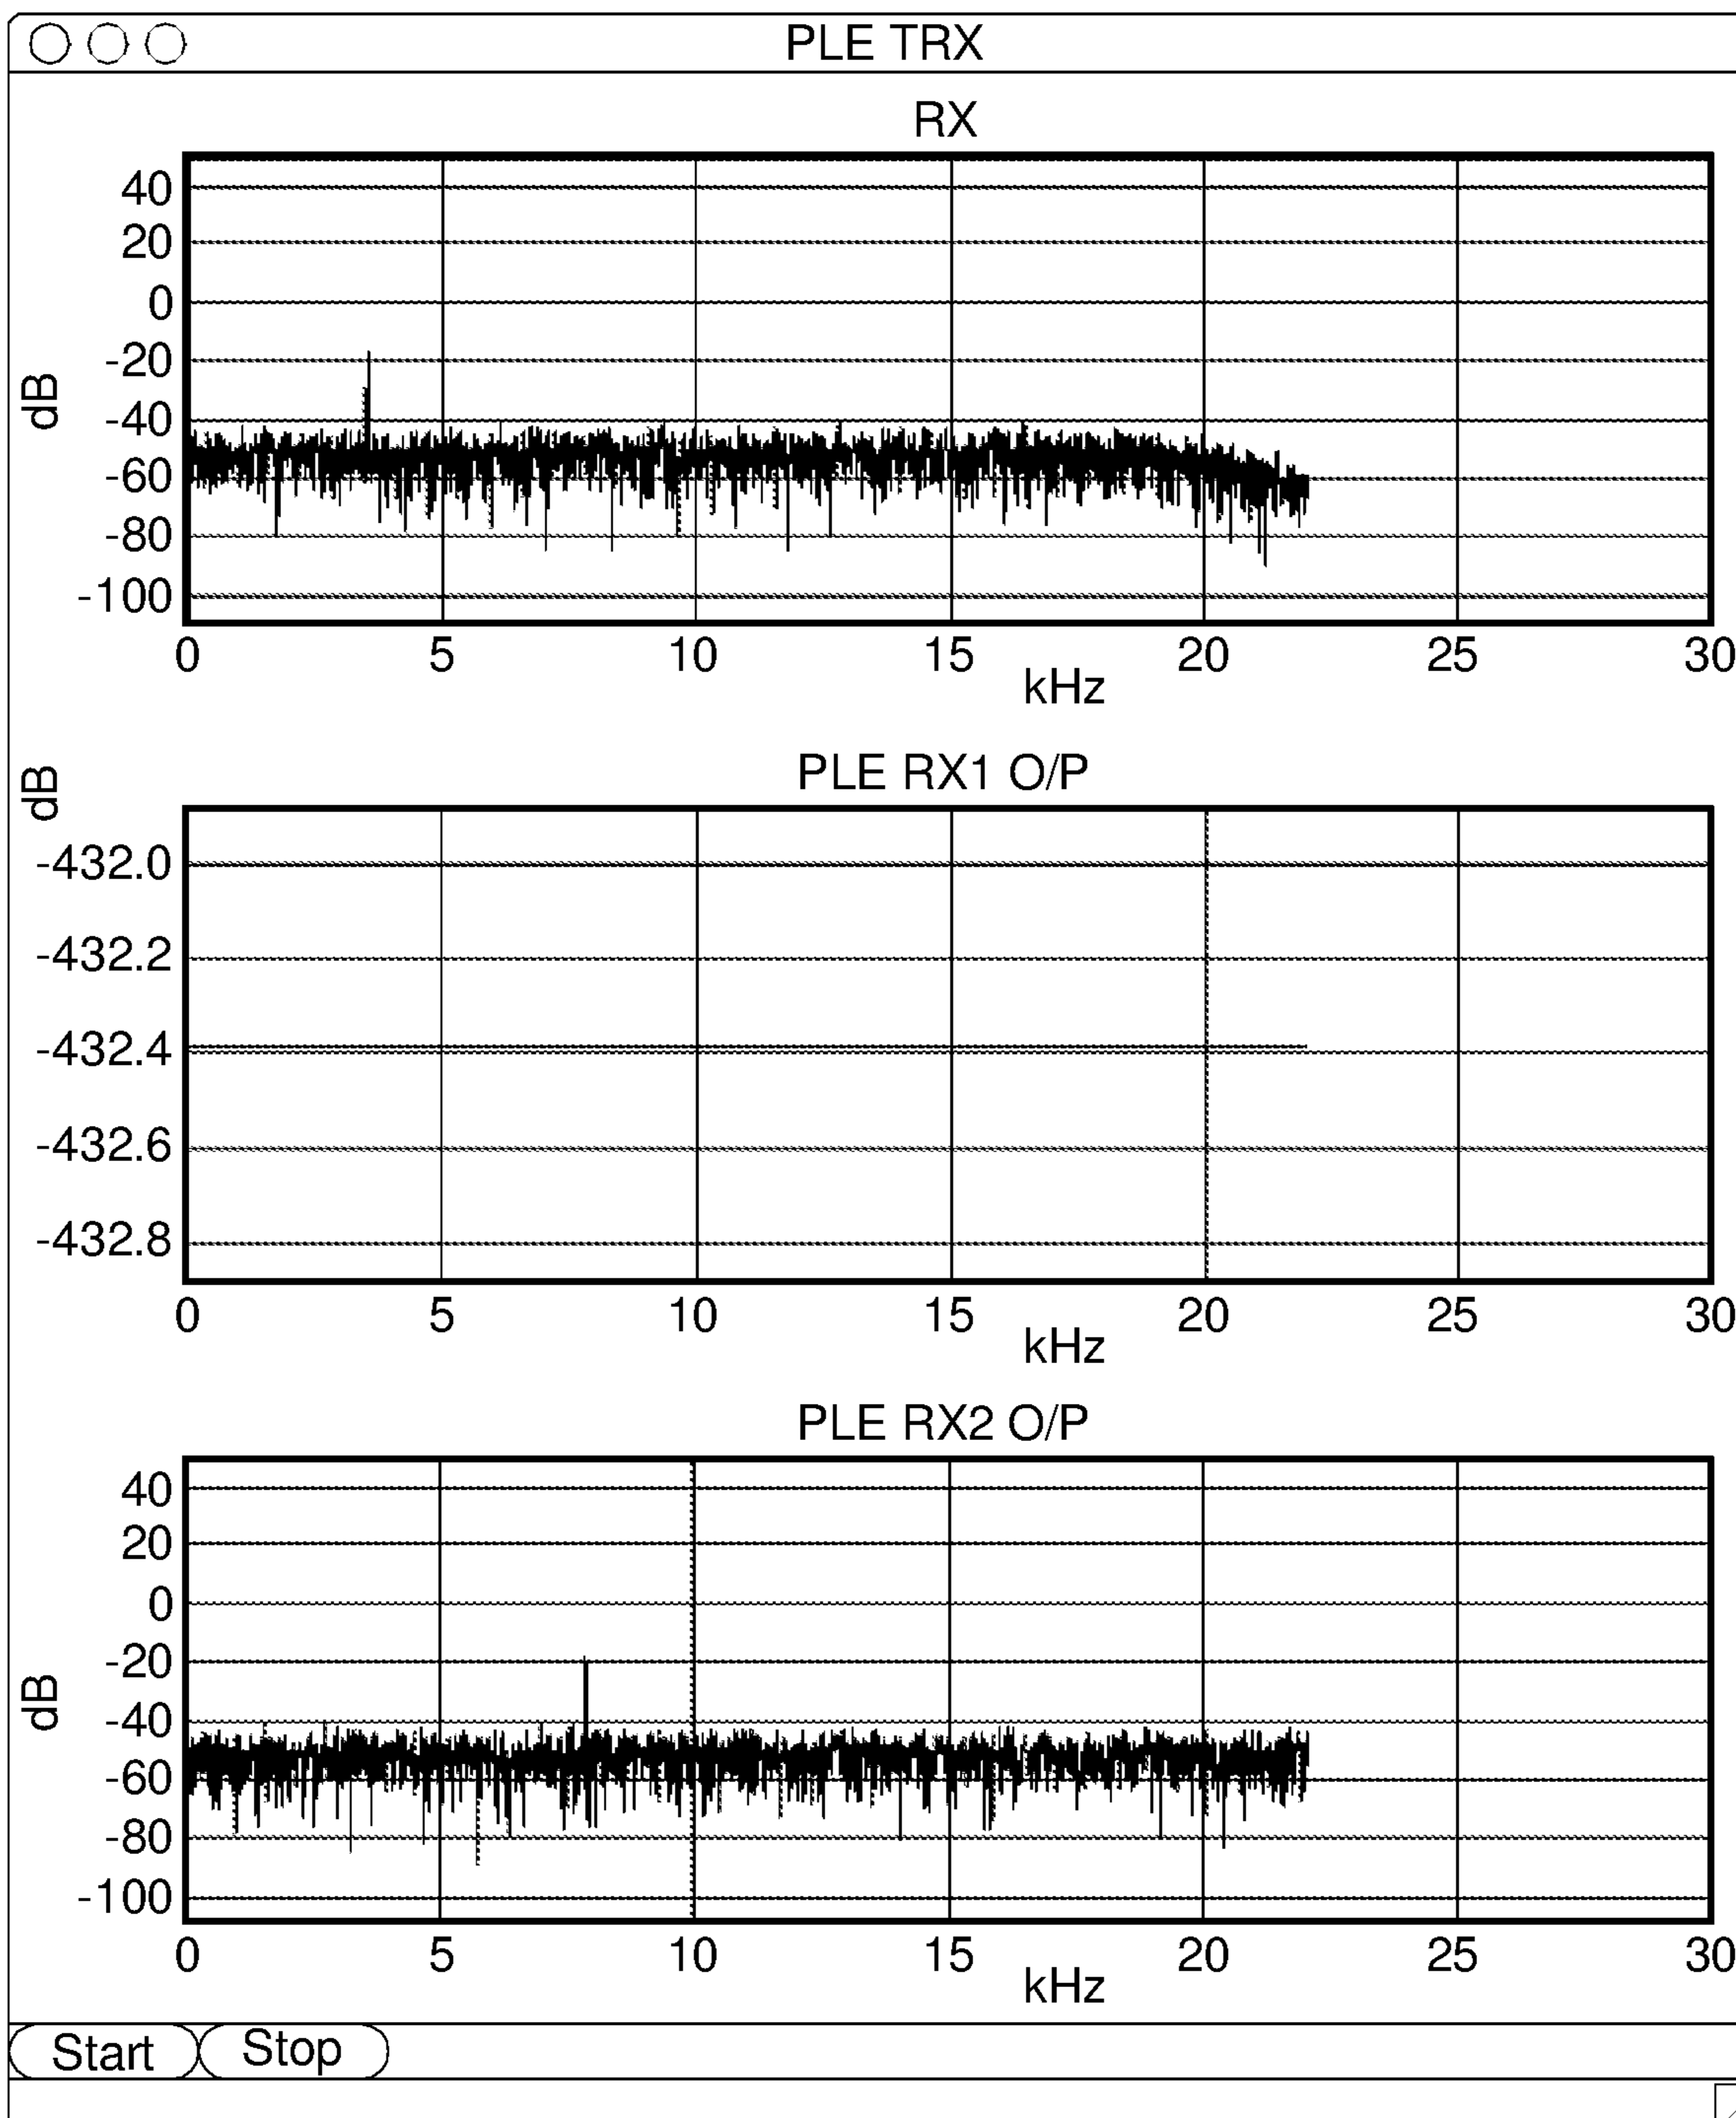 PLE TRX
RX
dB
40
20
0
-20
-40
-60
-80
-100
0 5 10 15 20 25 30
kHz
PLE RX1 O/P
dB
-432.0
-432.2
-432.4
-432.6
-432.8
0 5 10 15 20 25 30
kHz
PLE RX2 O/P
dB
40
20
0
-20
-40
-60
-80
-100
0 5 10 15 20 25 30
kHz
Start Stop